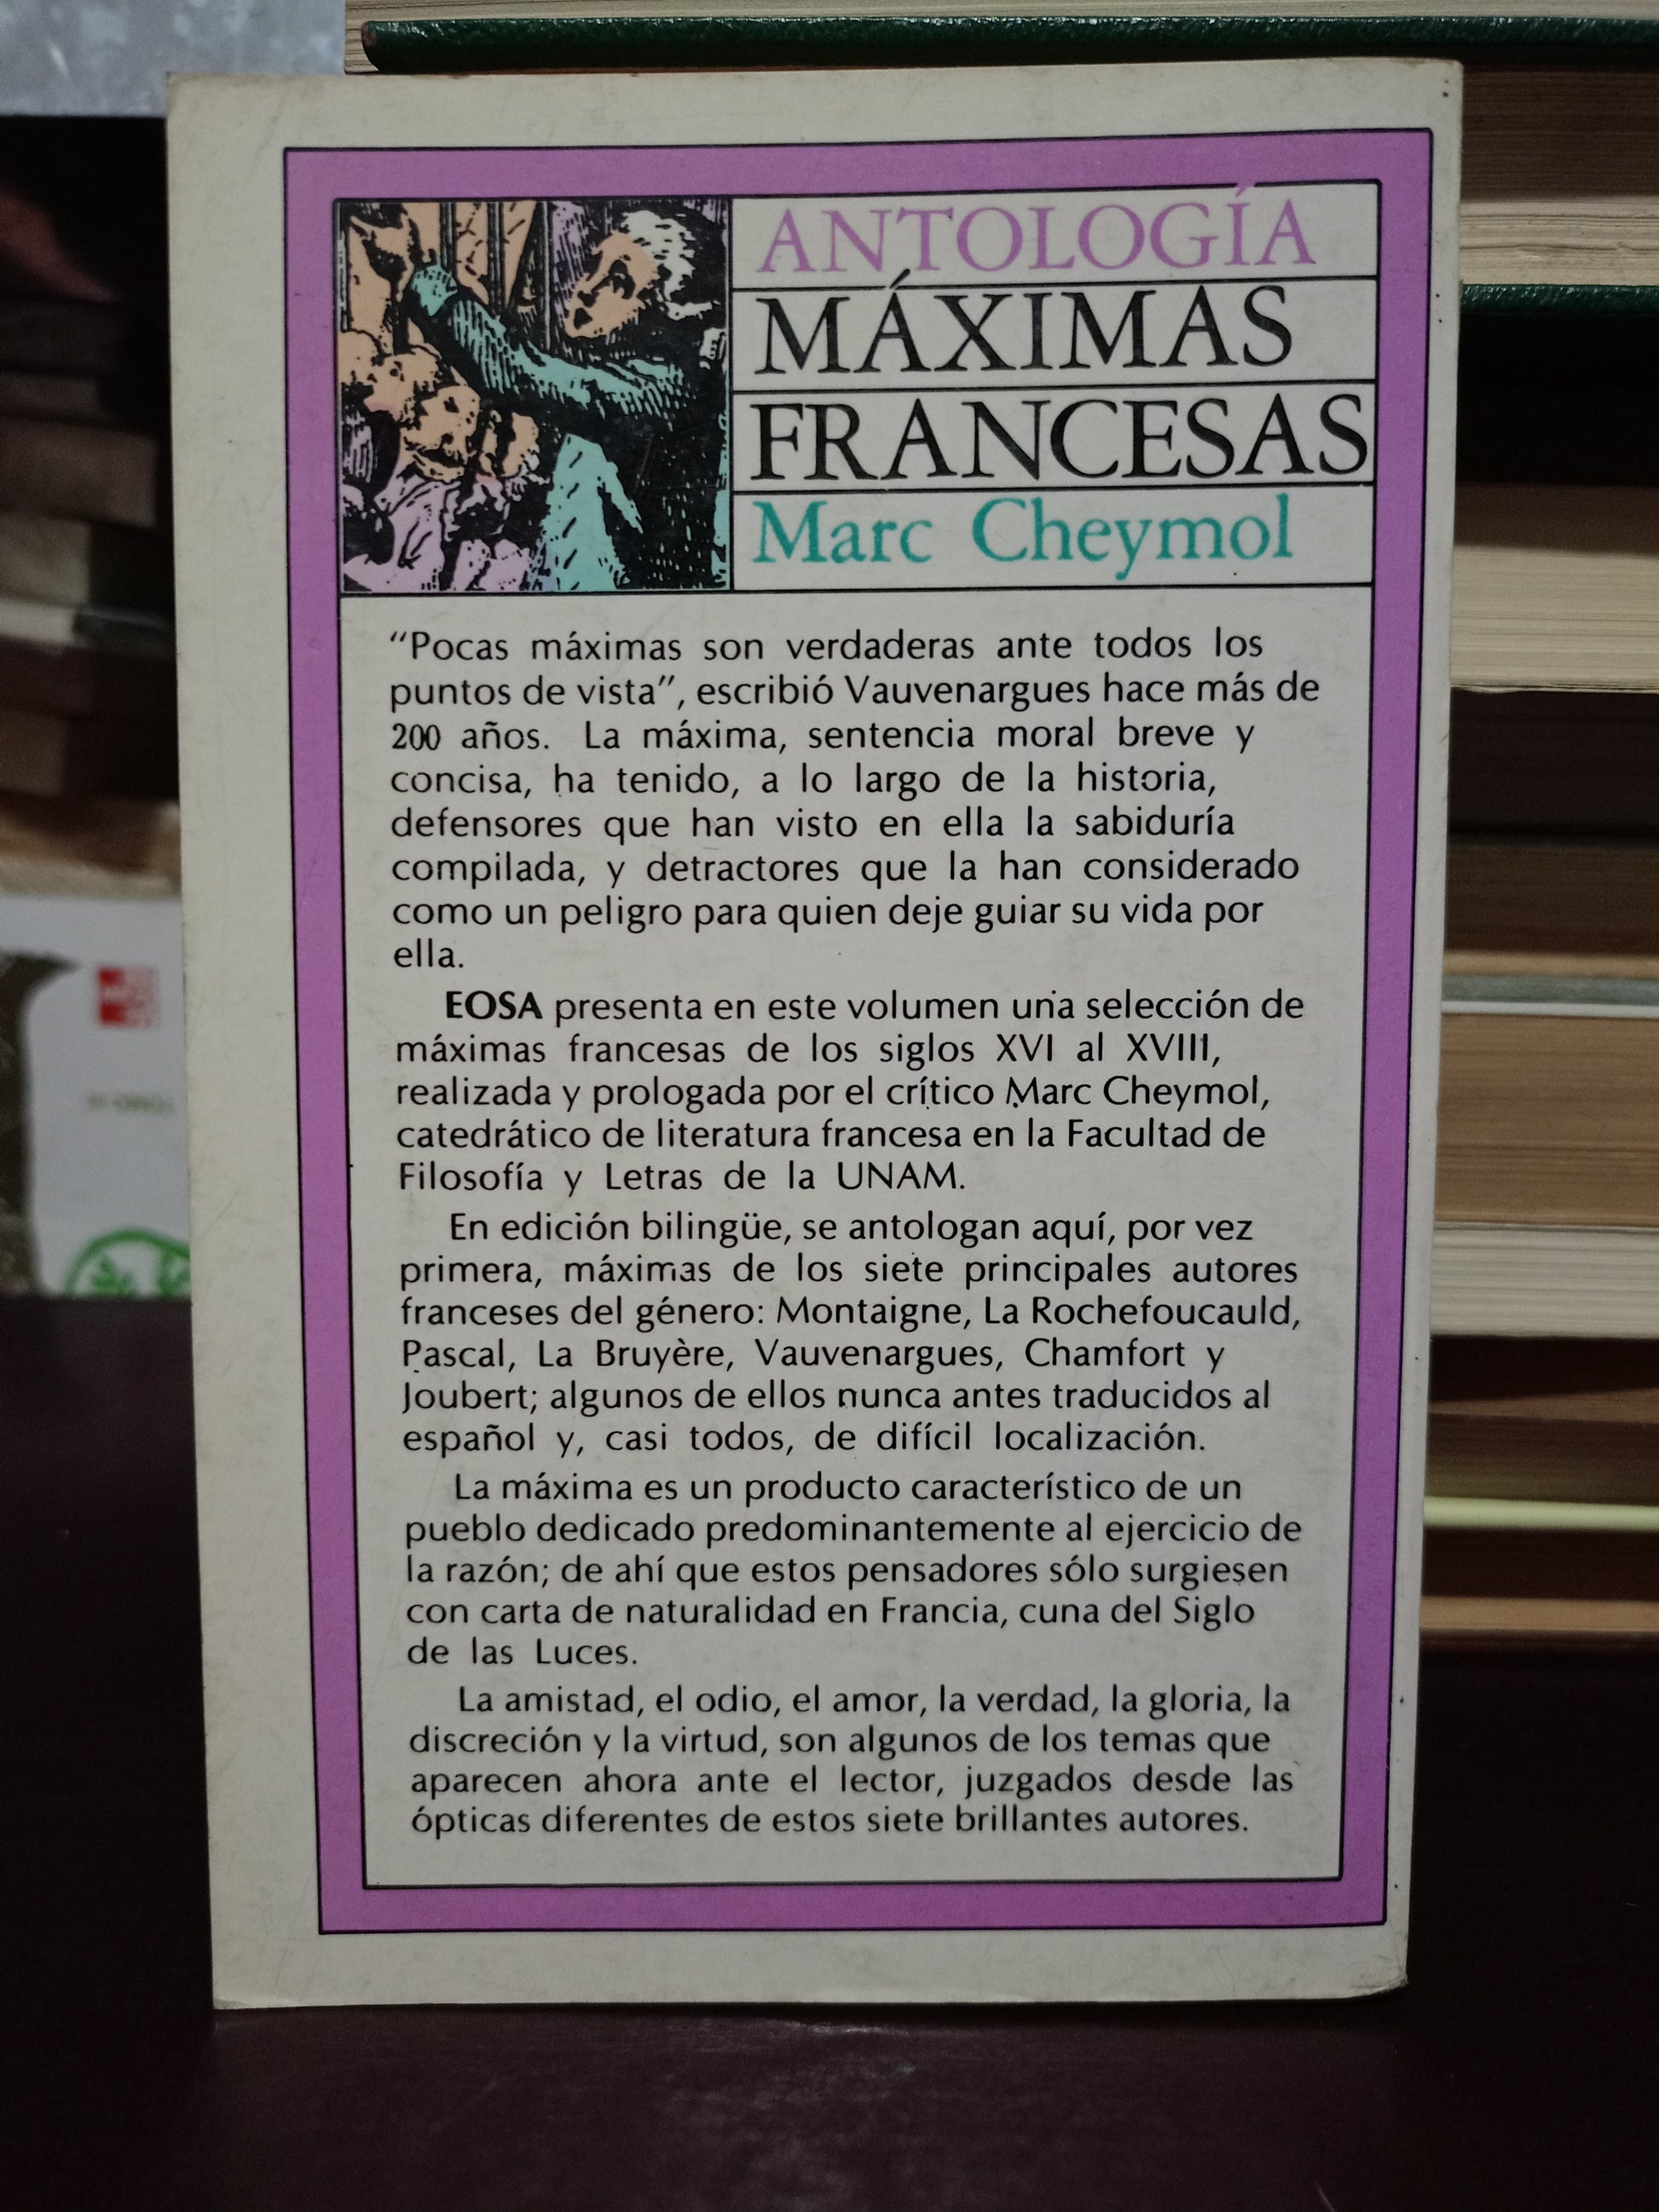 ANTOLOGÍA
MÁXIMAS
FRANCESAS
Marc Cheymol
“Pocas máximas son verdaderas ante todos los
puntos de vista”, escribió Vauvenargues hace más de
200 años. La máxima, sentencia moral breve y
concisa, ha tenido, a lo largo de la historia,
defensores que han visto en ella la sabiduría
compilada, y detractores que la han considerado
como un peligro para quien deje guiar su vida por
ella.
EOSA presenta en este volumen una selección de
máximas francesas de los siglos XVI al XVIII,
realizada y prologada por el crítico Marc Cheymol,
catedrático de literatura francesa en la Facultad de
Filosofía y Letras de la UNAM.
En edición bilingüe, se antologan aquí, por vez
primera, máximas de los siete principales autores
franceses del género: Montaigne, La Rochefoucauld,
Pascal, La Bruyère, Vauvenargues, Chamfort y
Joubert; algunos de ellos nunca antes traducidos al
español y, casi todos, de difícil localización.
La máxima es un producto característico de un
pueblo dedicado predominantemente al ejercicio de
la razón; de ahí que estos pensadores sólo surgiesen
con carta de naturalidad en Francia, cuna del Siglo
de las Luces.
La amistad, el odio, el amor, la verdad, la gloria, la
discreción y la virtud, son algunos de los temas que
aparecen ahora ante el lector, juzgados desde las
ópticas diferentes de estos siete brillantes autores.